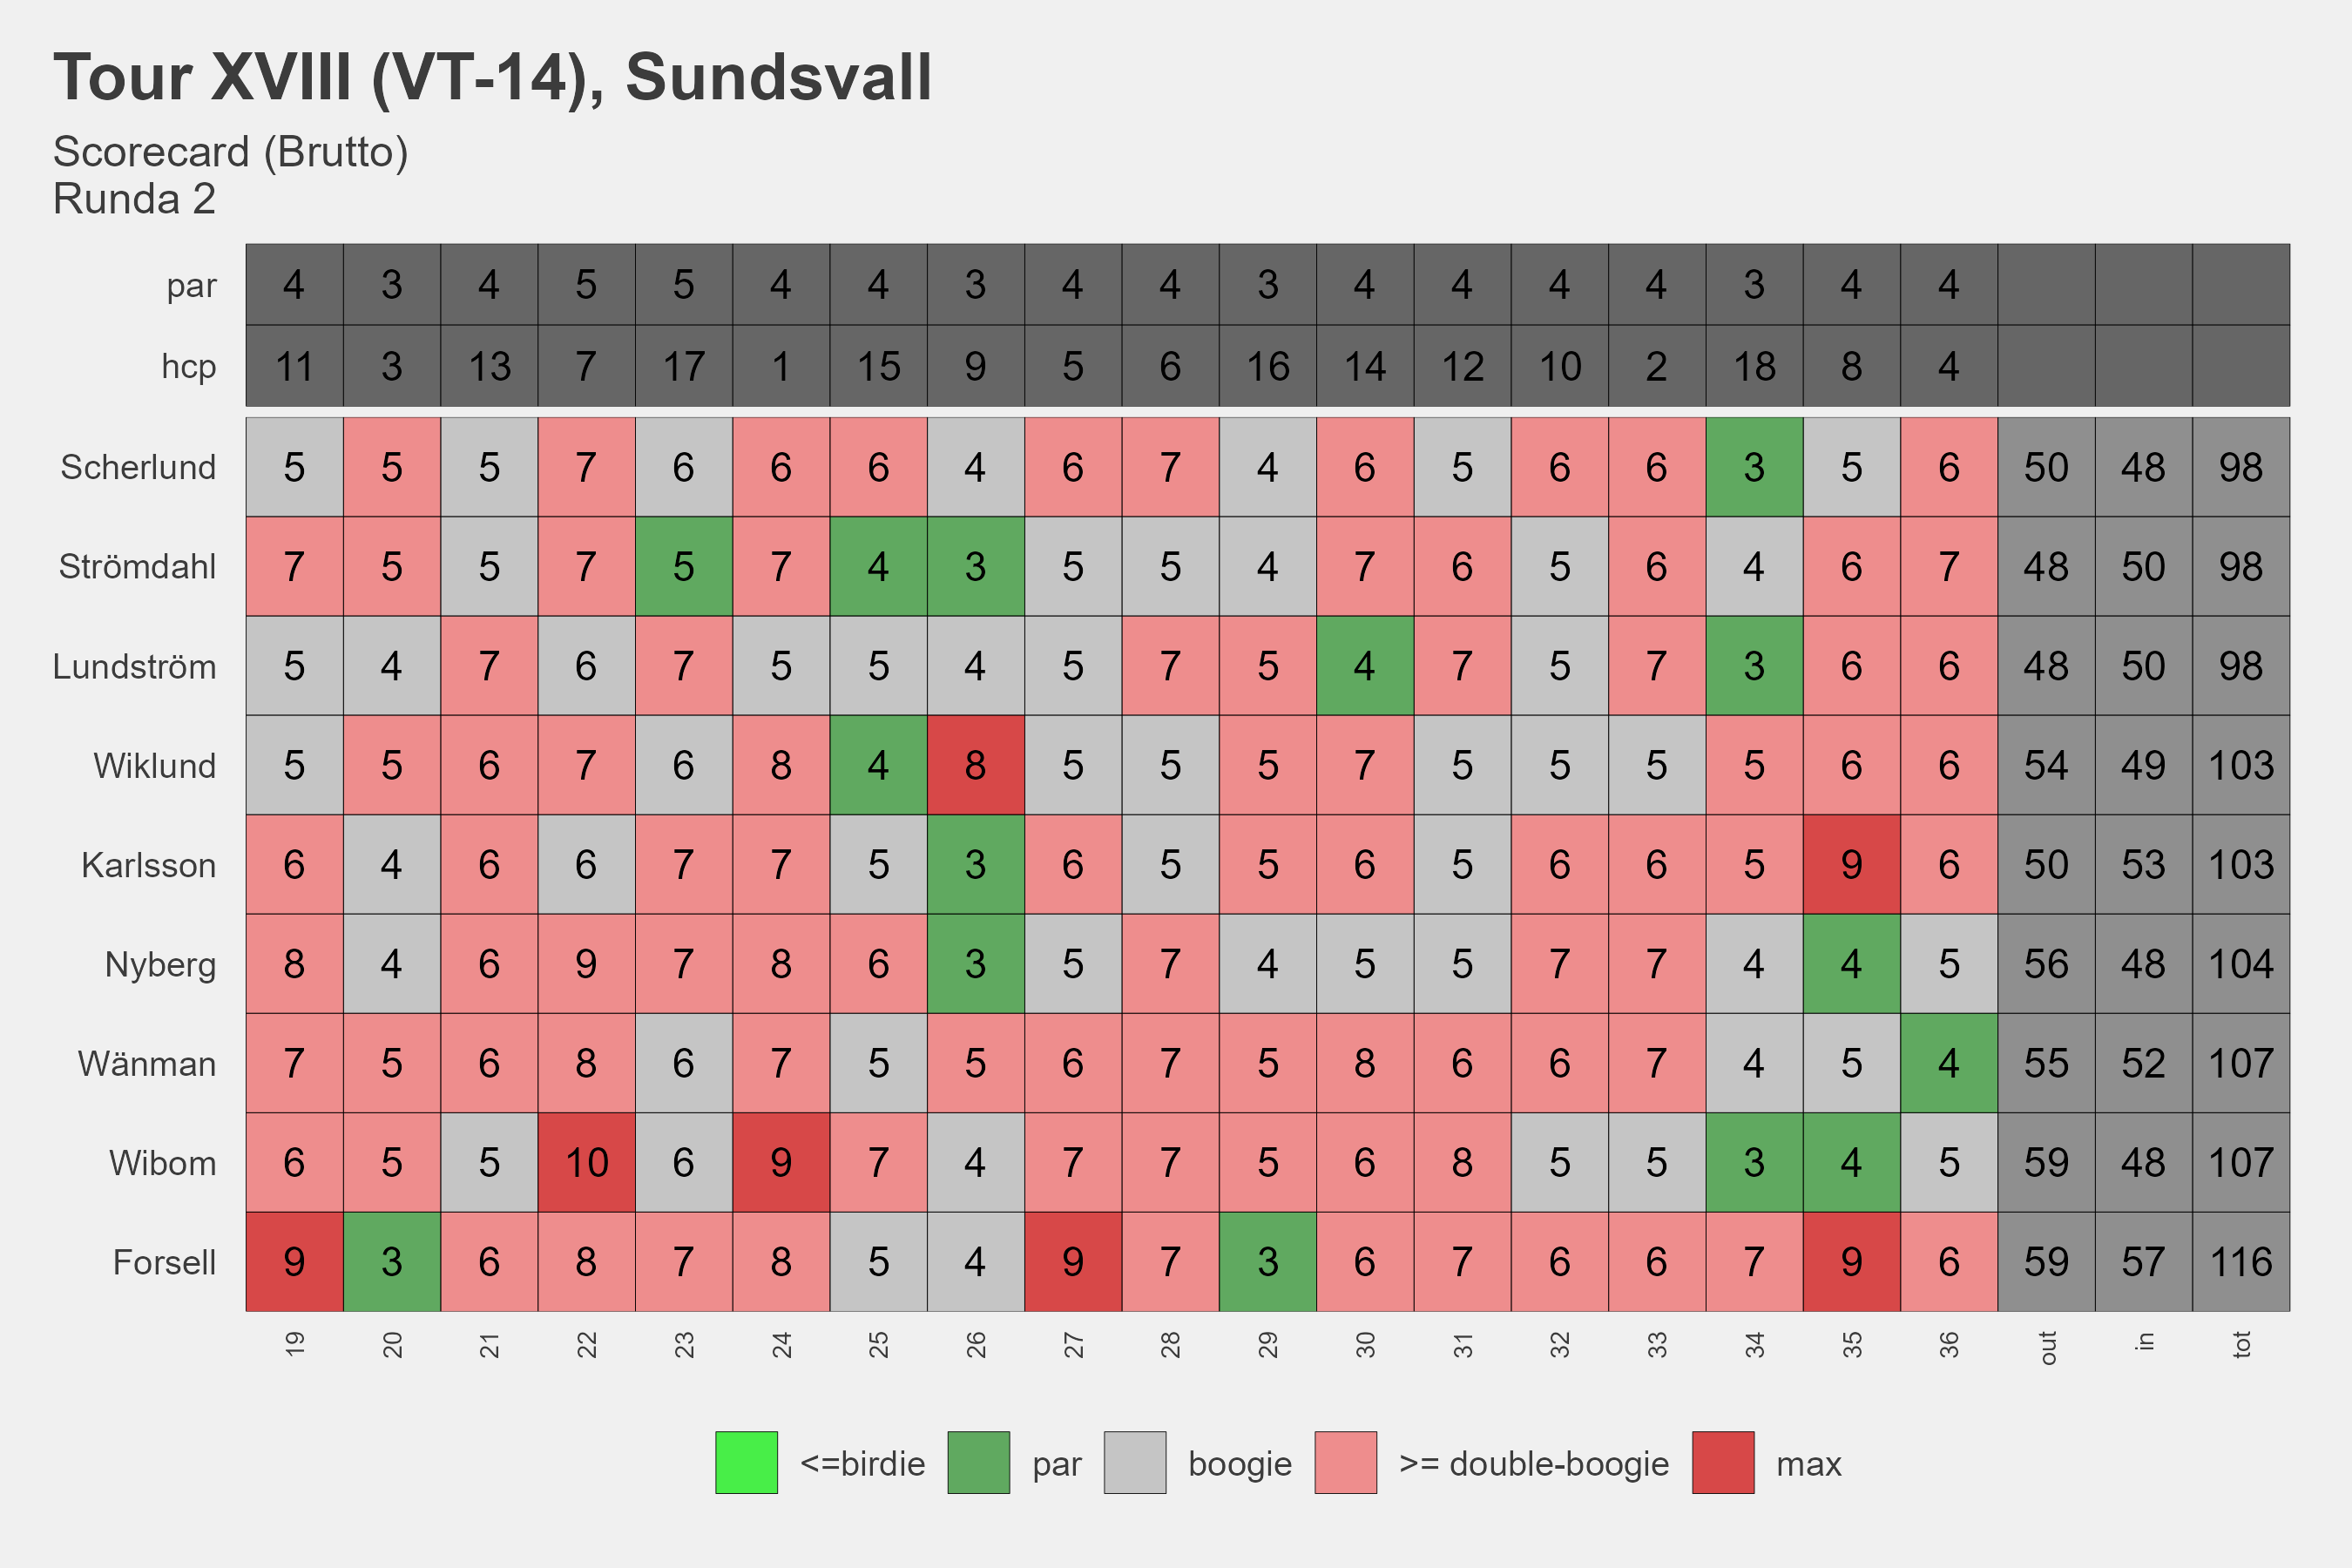 Tour XVIII (VT-14), Sundsvall
Scorecard (Brutto)
Runda 2
par 4 3 4 5 5 4 4 3 4 4 3 4 4 4 4 3 4 4
hcp 11 3 13 7 17 1 15 9 5 6 16 14 12 10 2 18 8 4
Scherlund 5 5 5 7 6 6 6 4 6 7 4 6 5 6 6 3 5 6 50 48 98
Strömdahl 7 5 5 7 5 7 4 3 5 5 4 7 6 5 6 4 6 7 48 50 98
Lundström 5 4 7 6 7 5 5 4 5 7 5 4 7 5 7 3 6 6 48 50 98
Wiklund 5 5 6 7 6 8 4 8 5 5 5 7 5 5 5 5 6 6 54 49 103
Karlsson 6 4 6 6 7 7 5 3 6 5 5 6 5 6 6 5 9 6 50 53 103
Nyberg 8 4 6 9 7 8 6 3 5 7 4 5 5 7 7 4 4 5 56 48 104
Wänman 7 5 6 8 6 7 5 5 6 7 5 8 6 6 7 4 5 4 55 52 107
Wibom 6 5 5 10 6 9 7 4 7 7 5 6 8 5 5 3 4 5 59 48 107
Forsell 9 3 6 8 7 8 5 4 9 7 3 6 7 6 6 7 9 6 59 57 116
19 20 21 22 23 24 25 26 27 28 29 30 31 32 33 34 35 36 out in tot
<=birdie par boogie >= double-boogie max